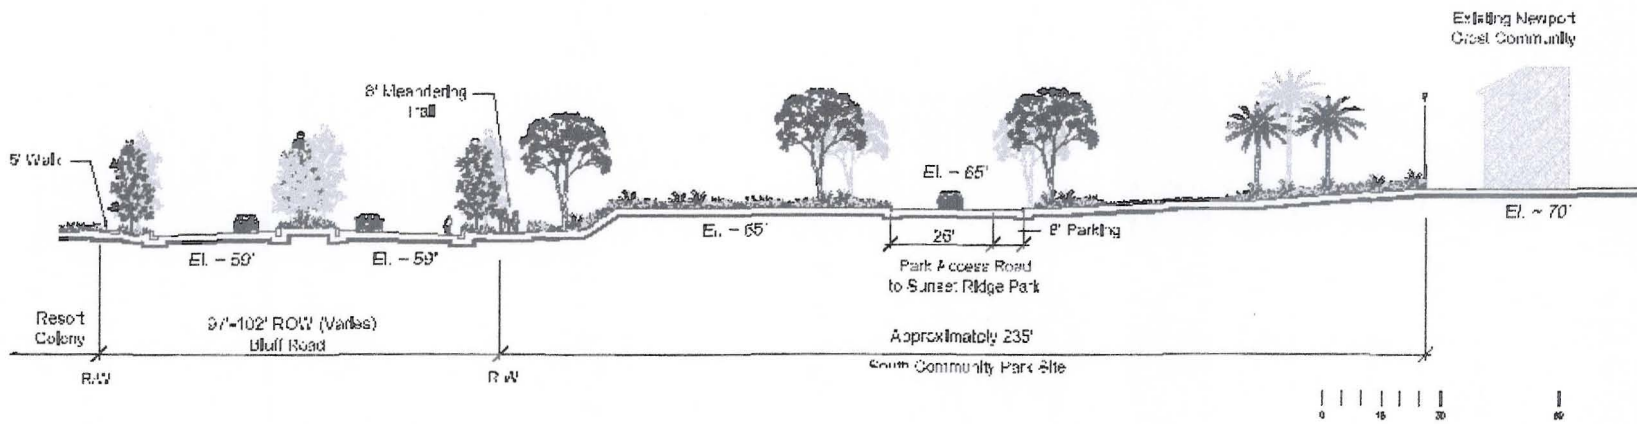 Existing Newport
Crest Community
8' Meandering
Trail
5' Walk
El. ~ 65'
El. ~ 59'
El. ~ 59'
El. ~ 65'
26'
8' Parking
El. ~ 70'
Park Access Road
to Sunset Ridge Park
Resort
Colony
97'-102' ROW (Varies)
Bluff Road
Approximately 235'
South Community Park Site
R/W
R/W
0
15
30
60